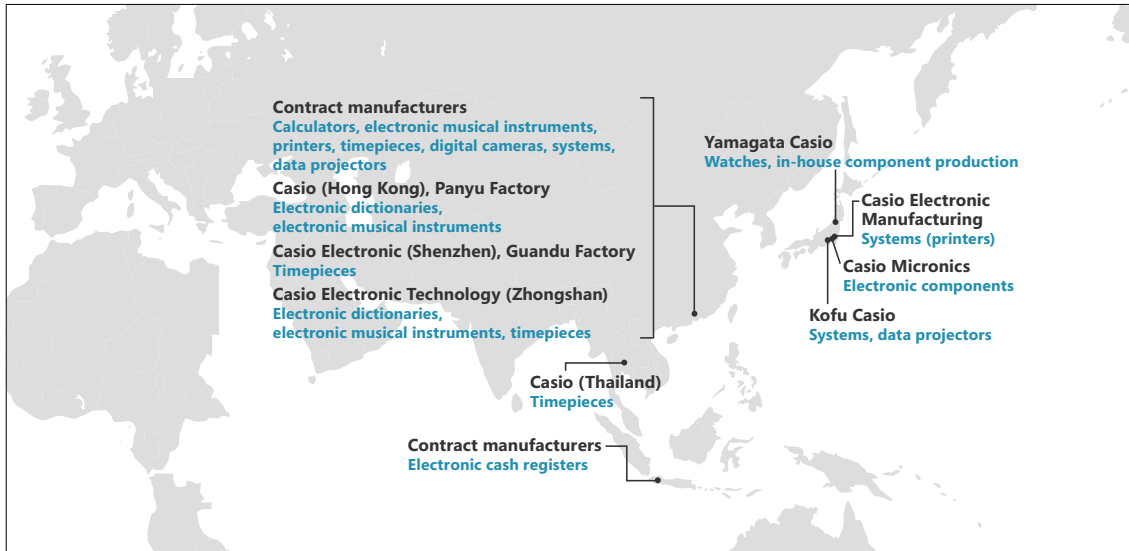 Contract manufacturers
Calculators, electronic musical instruments,
printers, timepieces, digital cameras, systems,
data projectors
Casio (Hong Kong), Panyu Factory
Electronic dictionaries,
electronic musical instruments
Casio Electronic (Shenzhen), Guandu Factory
Timepieces
Casio Electronic Technology (Zhongshan)
Electronic dictionaries,
electronic musical instruments, timepieces
Yamagata Casio
Watches, in-house component production
Casio Electronic
Manufacturing
Systems (printers)
Casio Micronics
Electronic components
Kofu Casio
Systems, data projectors
Casio (Thailand)
Timepieces
Contract manufacturers
Electronic cash registers